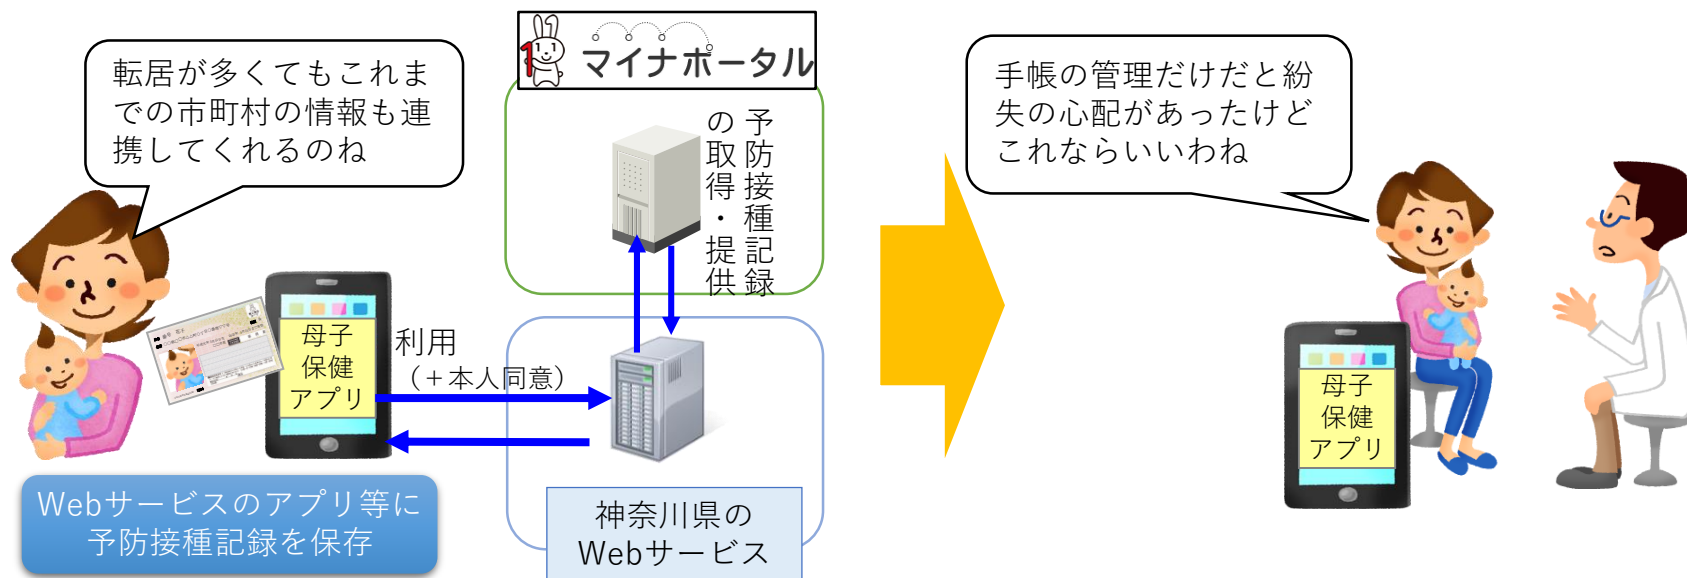 マイナポータル
転居が多くてもこれま
での市町村の情報も連
携してくれるのね
予防接種記録
の取得・提供
母子
保健
アプリ
利用
（＋本人同意）
Webサービスのアプリ等に
予防接種記録を保存
神奈川県の
Webサービス
手帳の管理だけだと紛
失の心配があったけど
これならいいわね
母子
保健
アプリ